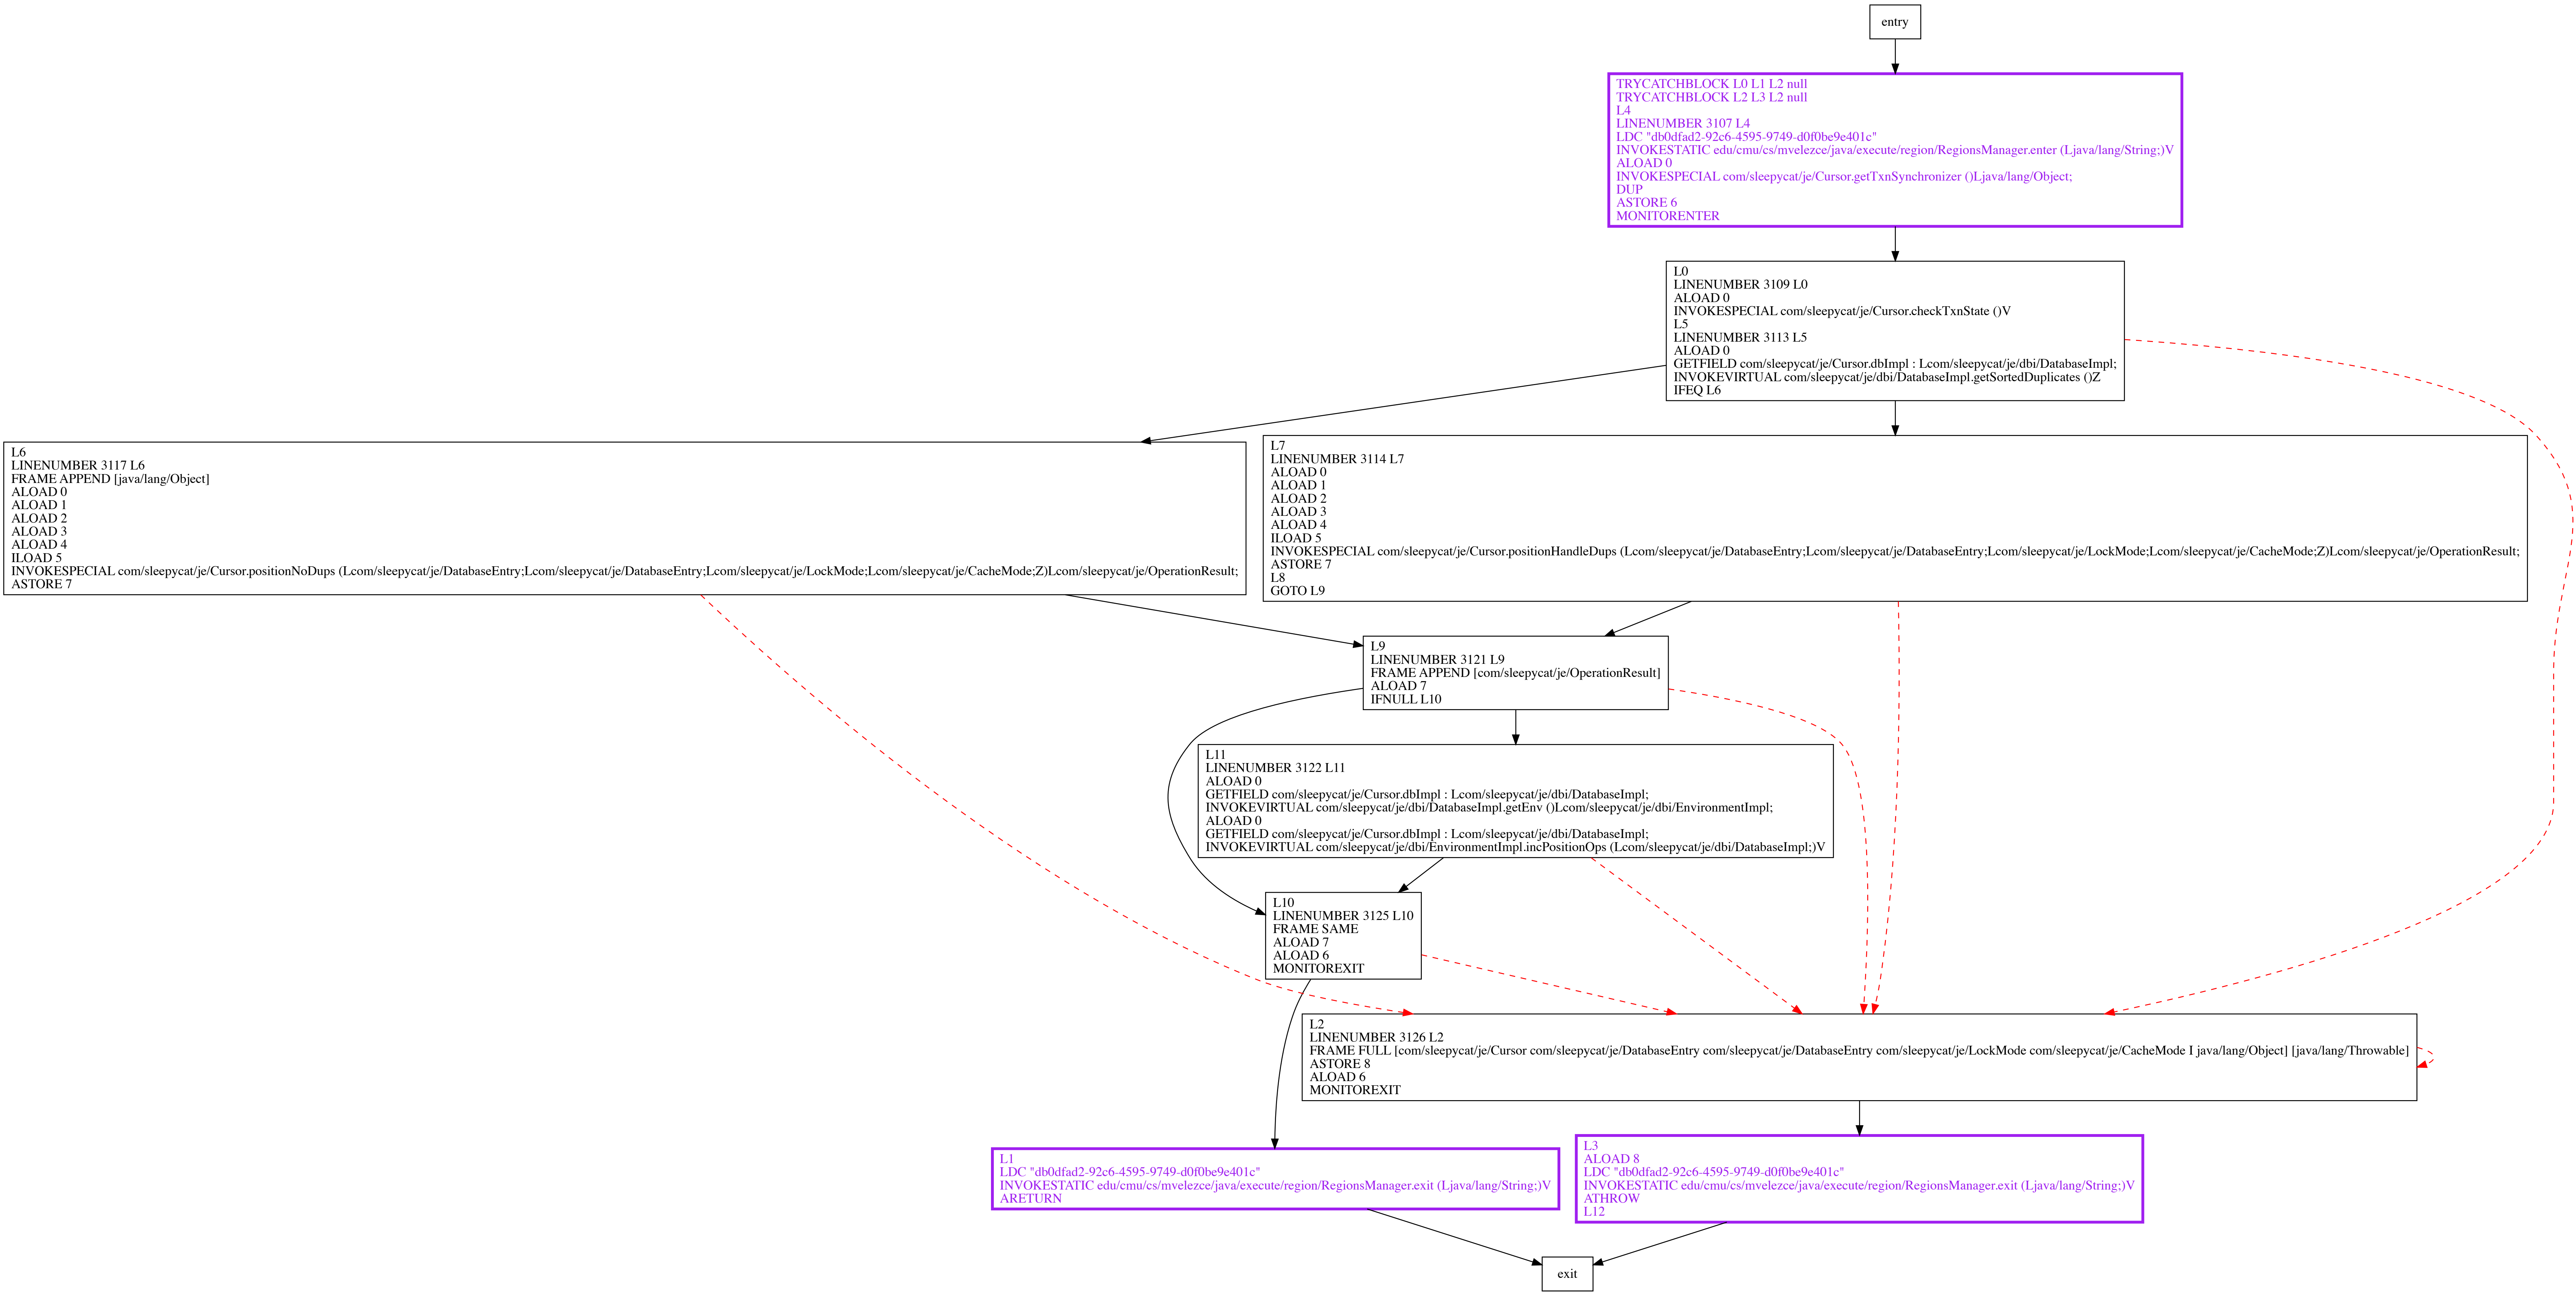 entry
TRYCATCHBLOCK L0 L1 L2 null
TRYCATCHBLOCK L2 L3 L2 null
L4
LINENUMBER 3107 L4
LDC "db0dfad2-92c6-4595-9749-d0f0be9e401c"
INVOKESTATIC edu/cmu/cs/mvelezce/java/execute/region/RegionsManager.enter (Ljava/lang/String;)V
ALOAD 0
INVOKESPECIAL com/sleepycat/je/Cursor.getTxnSynchronizer ()Ljava/lang/Object;
DUP
ASTORE 6
MONITORENTER
L0
LINENUMBER 3109 L0
ALOAD 0
INVOKESPECIAL com/sleepycat/je/Cursor.checkTxnState ()V
L5
LINENUMBER 3113 L5
ALOAD 0
GETFIELD com/sleepycat/je/Cursor.dbImpl : Lcom/sleepycat/je/dbi/DatabaseImpl;
INVOKEVIRTUAL com/sleepycat/je/dbi/DatabaseImpl.getSortedDuplicates ()Z
IFEQ L6
L6
LINENUMBER 3117 L6
FRAME APPEND [java/lang/Object]
ALOAD 0
ALOAD 1
ALOAD 2
ALOAD 3
ALOAD 4
ILOAD 5
INVOKESPECIAL com/sleepycat/je/Cursor.positionNoDups (Lcom/sleepycat/je/DatabaseEntry;Lcom/sleepycat/je/DatabaseEntry;Lcom/sleepycat/je/LockMode;Lcom/sleepycat/je/CacheMode;Z)Lcom/sleepycat/je/OperationResult;
ASTORE 7
L7
LINENUMBER 3114 L7
ALOAD 0
ALOAD 1
ALOAD 2
ALOAD 3
ALOAD 4
ILOAD 5
INVOKESPECIAL com/sleepycat/je/Cursor.positionHandleDups (Lcom/sleepycat/je/DatabaseEntry;Lcom/sleepycat/je/DatabaseEntry;Lcom/sleepycat/je/LockMode;Lcom/sleepycat/je/CacheMode;Z)Lcom/sleepycat/je/OperationResult;
ASTORE 7
L8
GOTO L9
L9
LINENUMBER 3121 L9
FRAME APPEND [com/sleepycat/je/OperationResult]
ALOAD 7
IFNULL L10
L11
LINENUMBER 3122 L11
ALOAD 0
GETFIELD com/sleepycat/je/Cursor.dbImpl : Lcom/sleepycat/je/dbi/DatabaseImpl;
INVOKEVIRTUAL com/sleepycat/je/dbi/DatabaseImpl.getEnv ()Lcom/sleepycat/je/dbi/EnvironmentImpl;
ALOAD 0
GETFIELD com/sleepycat/je/Cursor.dbImpl : Lcom/sleepycat/je/dbi/DatabaseImpl;
INVOKEVIRTUAL com/sleepycat/je/dbi/EnvironmentImpl.incPositionOps (Lcom/sleepycat/je/dbi/DatabaseImpl;)V
L10
LINENUMBER 3125 L10
FRAME SAME
ALOAD 7
ALOAD 6
MONITOREXIT
L2
LINENUMBER 3126 L2
FRAME FULL [com/sleepycat/je/Cursor com/sleepycat/je/DatabaseEntry com/sleepycat/je/DatabaseEntry com/sleepycat/je/LockMode com/sleepycat/je/CacheMode I java/lang/Object] [java/lang/Throwable]
ASTORE 8
ALOAD 6
MONITOREXIT
L1
LDC "db0dfad2-92c6-4595-9749-d0f0be9e401c"
INVOKESTATIC edu/cmu/cs/mvelezce/java/execute/region/RegionsManager.exit (Ljava/lang/String;)V
ARETURN
L3
ALOAD 8
LDC "db0dfad2-92c6-4595-9749-d0f0be9e401c"
INVOKESTATIC edu/cmu/cs/mvelezce/java/execute/region/RegionsManager.exit (Ljava/lang/String;)V
ATHROW
L12
exit